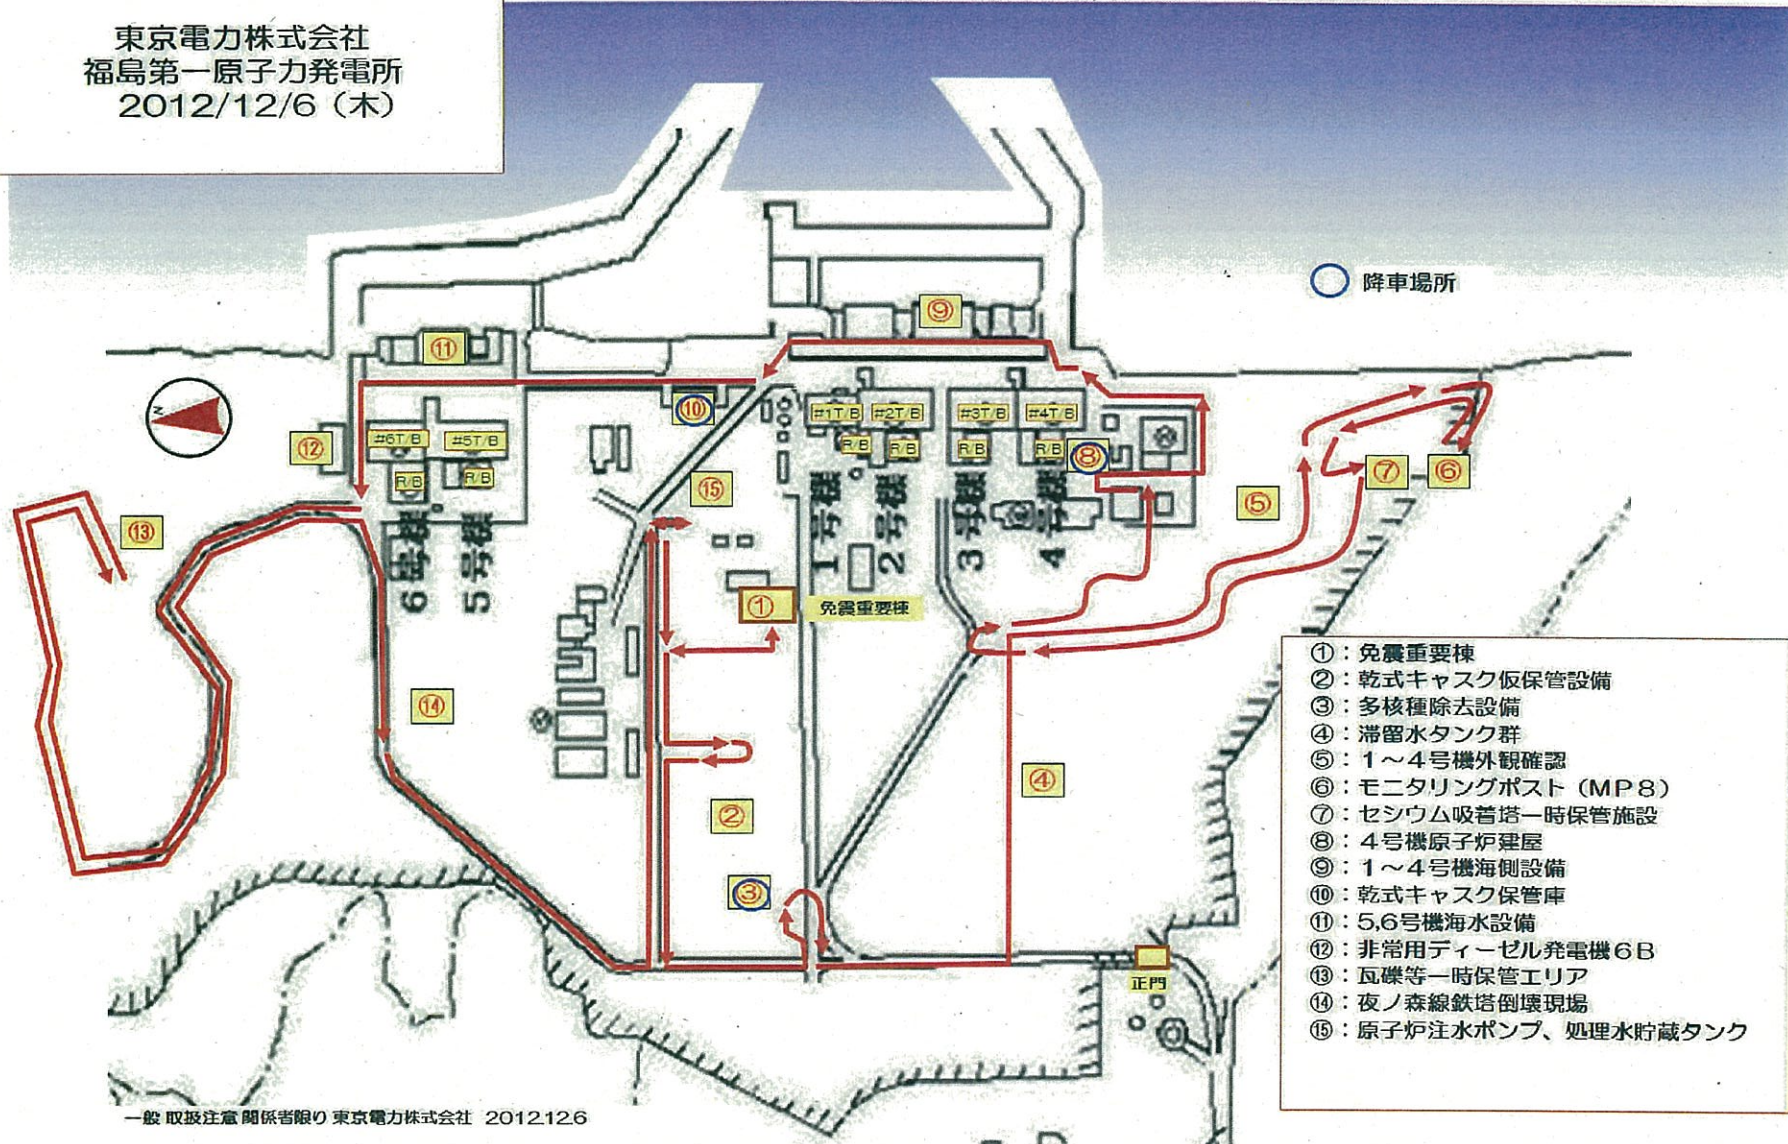 東京電力株式会社
福島第一原子力発電所
2012/12/6（木）
降車場所
⑨
⑪
N
⑩
#1T/B
#2T/B
#3T/B
#4T/B
R/B
R/B
R/B
R/B
⑧
⑫
#6T/B
#5T/B
R/B
R/B
⑦
⑥
⑮
⑤
⑬
6号機
5号機
1号機
2号機
3号機
4号機
①
免震重要棟
⑭
④
②
③
正門
①：免震重要棟
②：乾式キャスク仮保管設備
③：多核種除去設備
④：滞留水タンク群
⑤：1～4号機外観確認
⑥：モニタリングポスト（MP8）
⑦：セシウム吸着塔一時保管施設
⑧：4号機原子炉建屋
⑨：1～4号機海側設備
⑩：乾式キャスク保管庫
⑪：5,6号機海水設備
⑫：非常用ディーゼル発電機6B
⑬：瓦礫等一時保管エリア
⑭：夜ノ森線鉄塔倒壊現場
⑮：原子炉注水ポンプ、処理水貯蔵タンク
一般 取扱注意 関係者限り 東京電力株式会社 2012.12.6